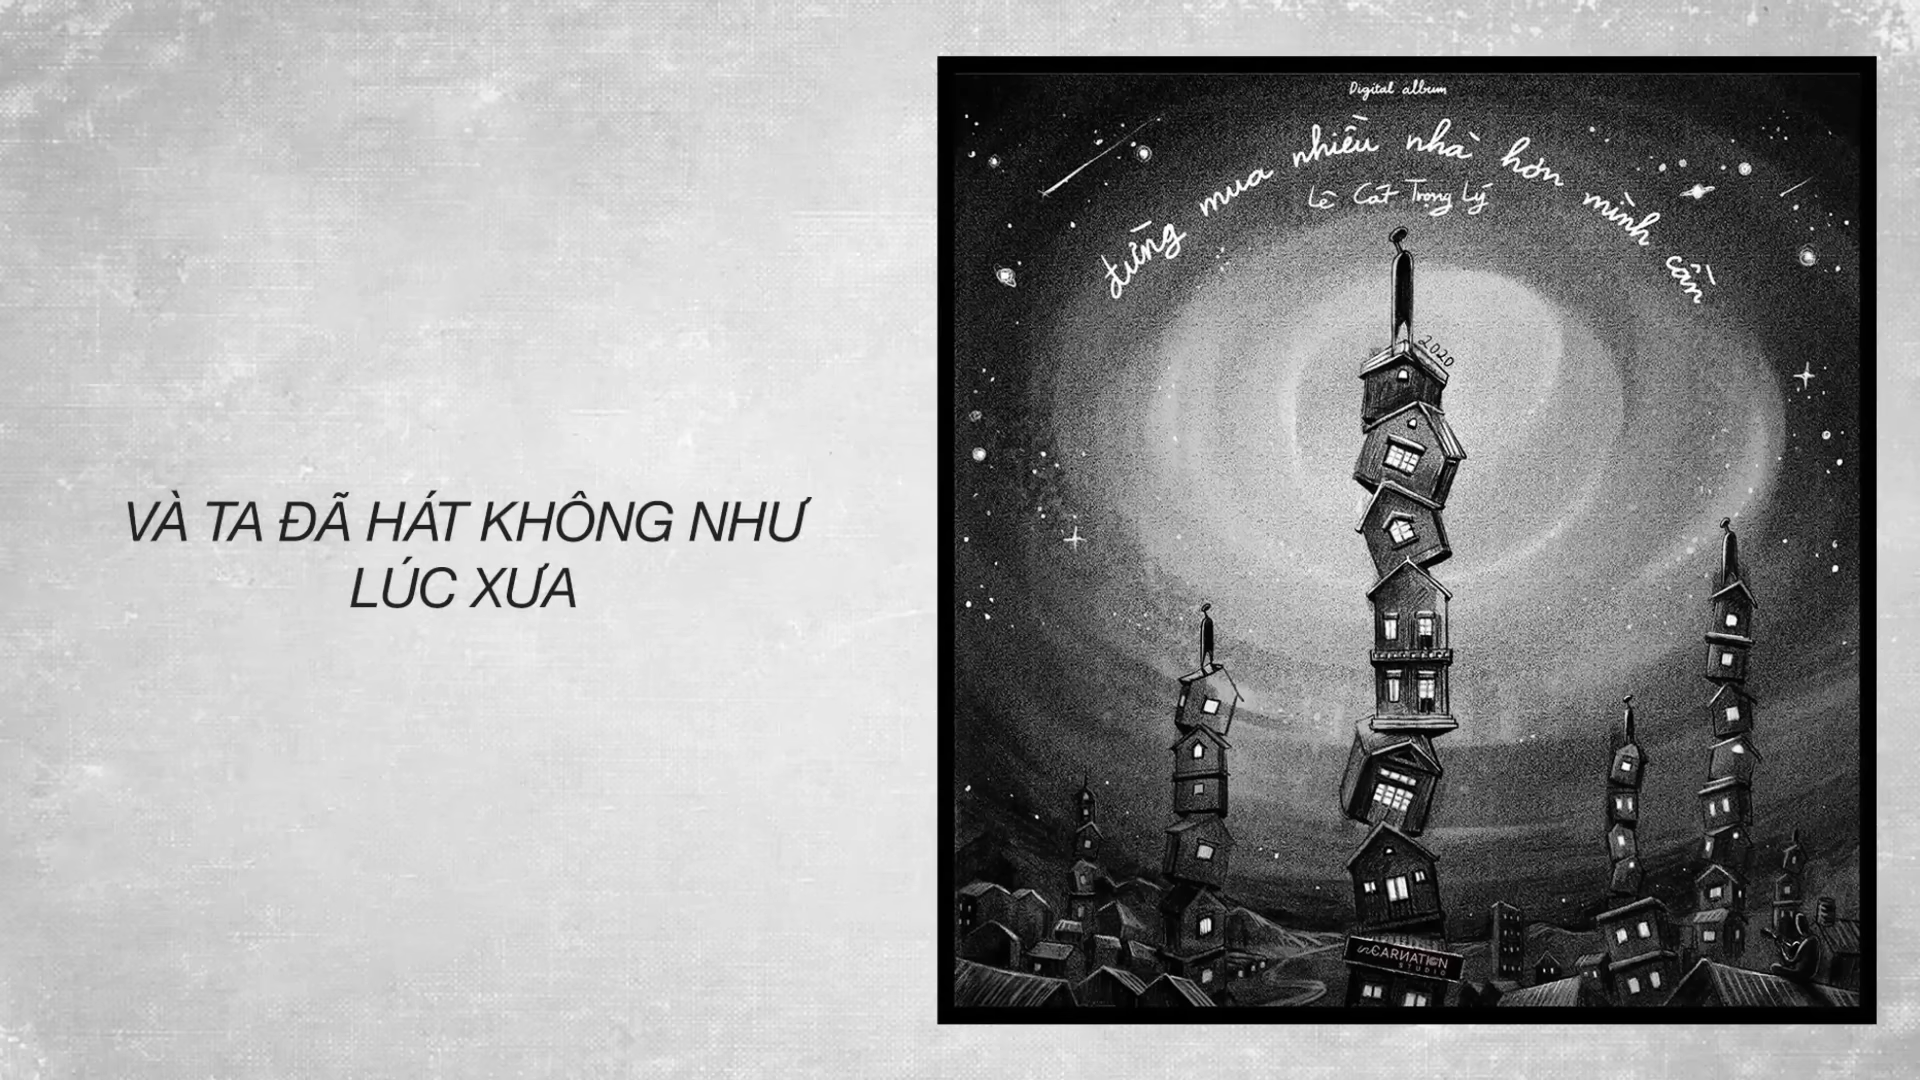 VÀ TA ĐÃ HÁT KHÔNG NHƯ
LÚC XƯA
Digital album
đừng mua nhiều nhà hơn mình cần
Lê Cát Trọng Lý
2020
inCARNATION
STUDIO